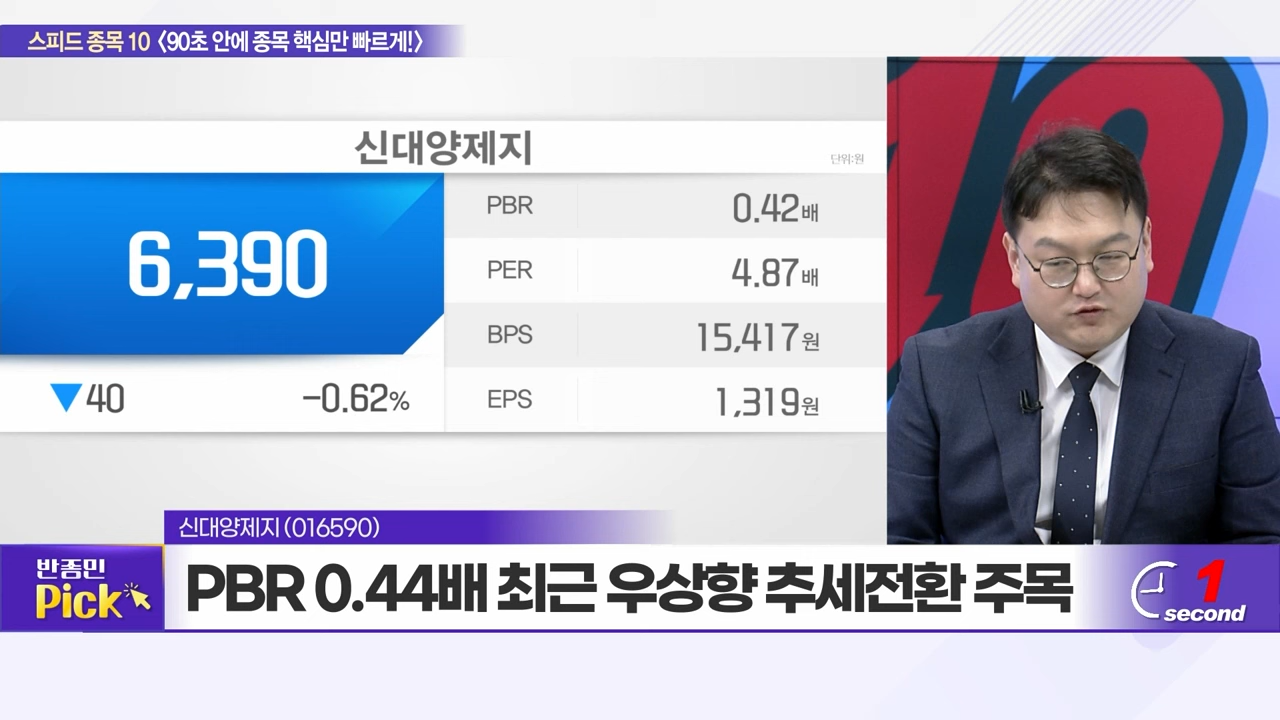 스피드 종목 10 〈90초 안에 종목 핵심만 빠르게!〉
신대양제지
단위:원
6,390
▼40 -0.62%
PBR 0.42배
PER 4.87배
BPS 15,417원
EPS 1,319원
신대양제지(016590)
반종민
Pick
PBR 0.44배 최근 우상향 추세전환 주목
1
second